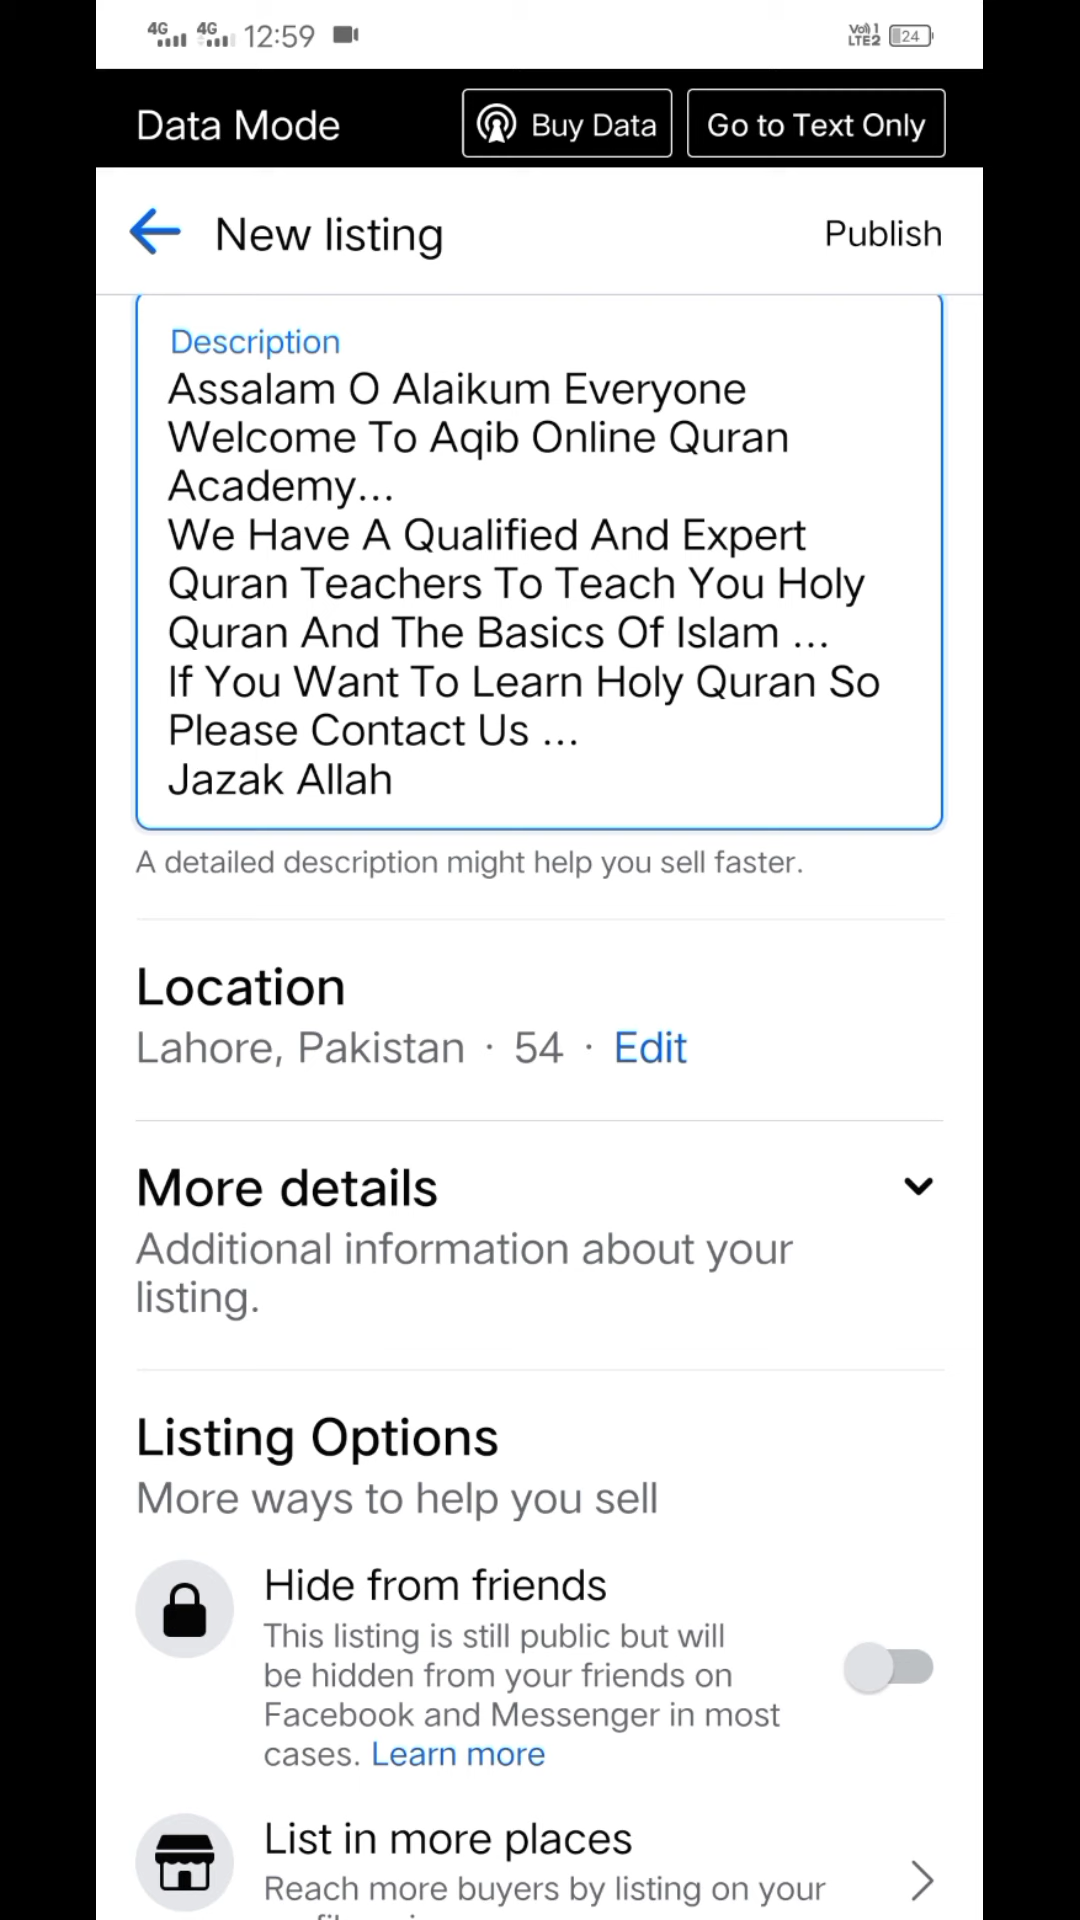 4G 4G 12:59 Vo) 1 LTE2 24
Data Mode Buy Data Go to Text Only
New listing Publish
Description
Assalam O Alaikum Everyone
Welcome To Aqib Online Quran
Academy...
We Have A Qualified And Expert
Quran Teachers To Teach You Holy
Quran And The Basics Of Islam ...
If You Want To Learn Holy Quran So
Please Contact Us ...
Jazak Allah
A detailed description might help you sell faster.
Location
Lahore, Pakistan · 54 · Edit
More details
Additional information about your
listing.
Listing Options
More ways to help you sell
Hide from friends
This listing is still public but will
be hidden from your friends on
Facebook and Messenger in most
cases. Learn more
List in more places
Reach more buyers by listing on your